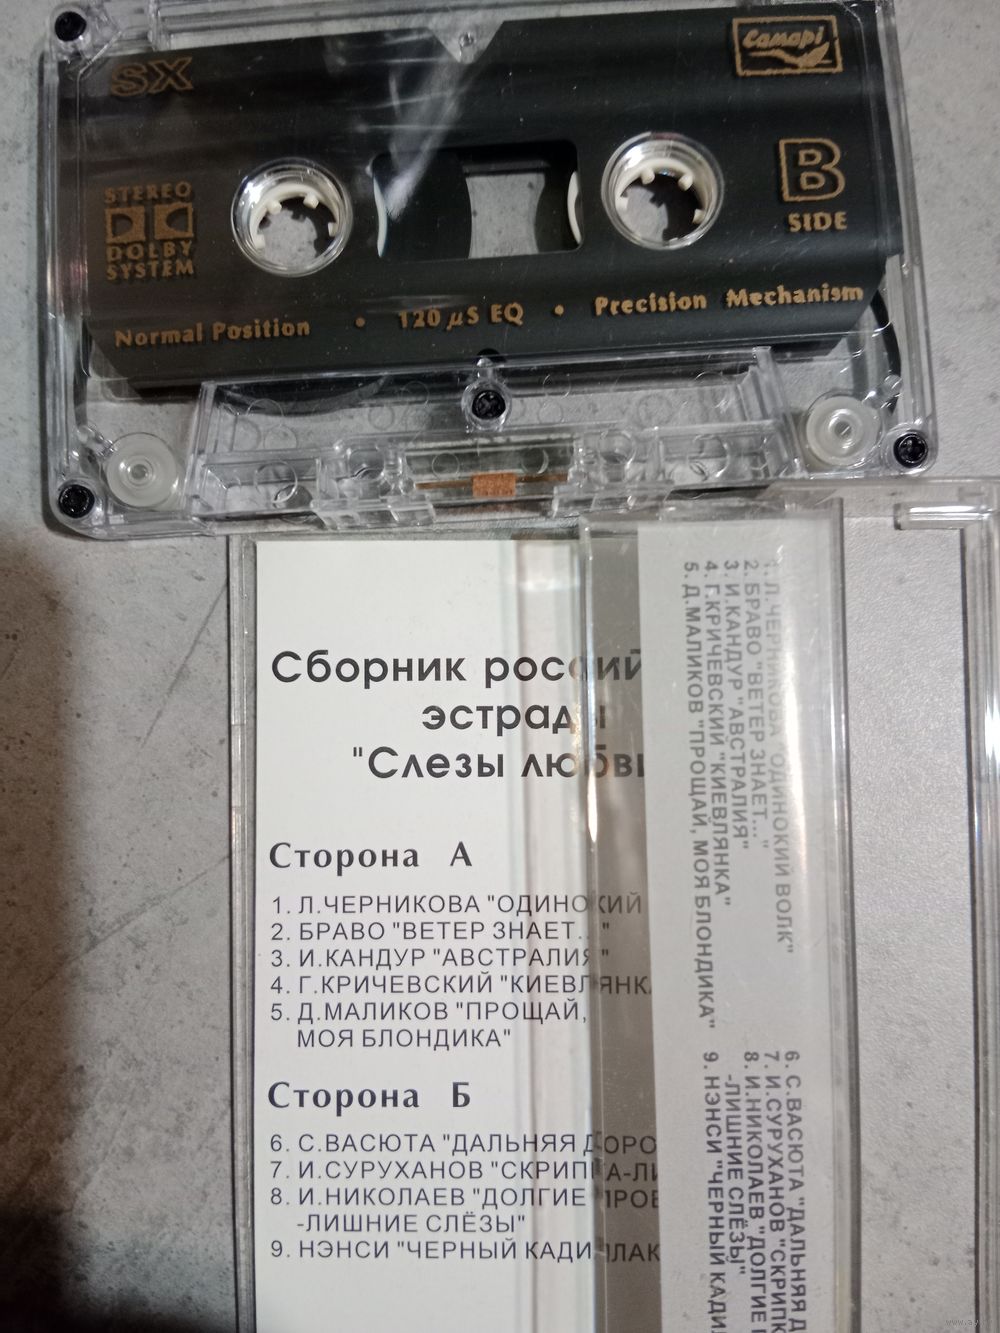 SX
Самарі
STEREO
DOLBY
SYSTEM
B
SIDE
Normal Position • 120 µS EQ • Precision Mechanism
Сборник россий
эстрады
"Слезы любви
Сторона А
1. Л.ЧЕРНИКОВА "ОДИНОКИЙ
2. БРАВО "ВЕТЕР ЗНАЕТ..."
3. И.КАНДУР "АВСТРАЛИЯ"
4. Г.КРИЧЕВСКИЙ "КИЕВЛЯНКА
5. Д.МАЛИКОВ "ПРОЩАЙ,
МОЯ БЛОНДИКА"
Сторона Б
6. С.ВАСЮТА "ДАЛЬНЯЯ ДОРО
7. И.СУРУХАНОВ "СКРИПКА-ЛИ
8. И.НИКОЛАЕВ "ДОЛГИЕ ПРОВ
-ЛИШНИЕ СЛЁЗЫ"
9. НЭНСИ "ЧЕРНЫЙ КАДИЛЛАК
1. Л.ЧЕРНИКОВА "ОДИНОКИЙ ВОЛК"
2. БРАВО "ВЕТЕР ЗНАЕТ..."
3. И.КАНДУР "АВСТРАЛИЯ"
4. Г.КРИЧЕВСКИЙ "КИЕВЛЯНКА"
5. Д.МАЛИКОВ "ПРОЩАЙ, МОЯ БЛОНДИКА"
6. С.ВАСЮТА "ДАЛЬНЯЯ Д
7. И.СУРУХАНОВ "СКРИПК
8. И.НИКОЛАЕВ "ДОЛГИЕ
-ЛИШНИЕ СЛЁЗЫ"
9. НЭНСИ "ЧЕРНЫЙ КАДИЛ